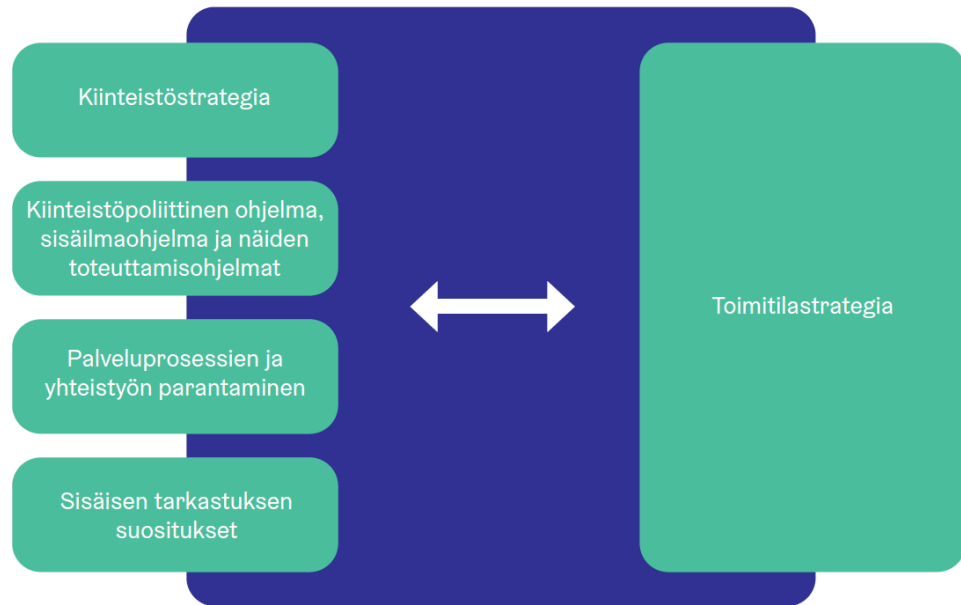 Kiinteistöstrategia
Kiinteistöpoliittinen ohjelma,
sisäilmaohjelma ja näiden
toteuttamisohjelmat
Palveluprosessien ja
yhteistyön parantaminen
Sisäisen tarkastuksen
suositukset
Toimitilastrategia